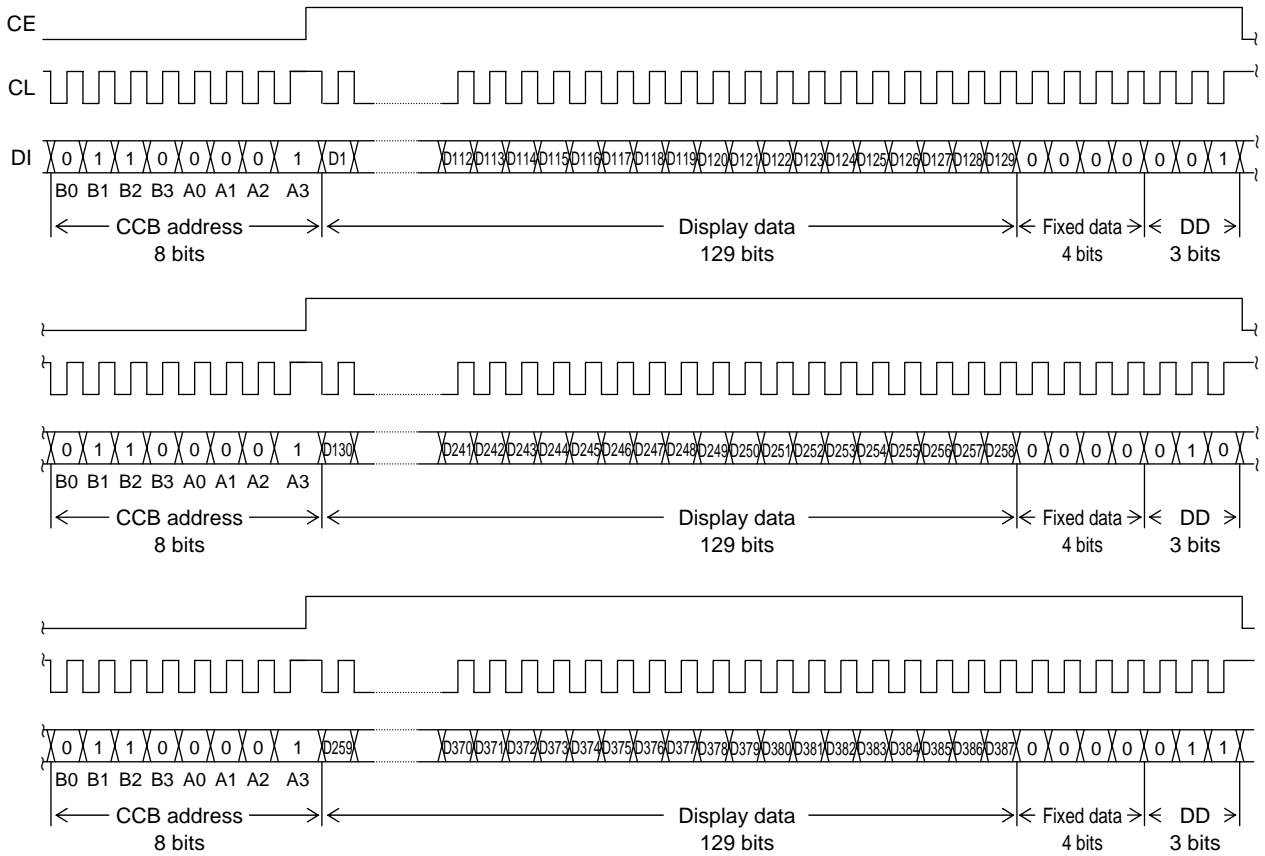 CE
CL
DI 0 1 1 0 0 0 0 1 D1 D112 D113 D114 D115 D116 D117 D118 D119 D120 D121 D122 D123 D124 D125 D126 D127 D128 D129 0 0 0 0 0 0 1
B0 B1 B2 B3 A0 A1 A2 A3
CCB address Display data Fixed data DD
8 bits 129 bits 4 bits 3 bits
0 1 1 0 0 0 0 1 D130 D241 D242 D243 D244 D245 D246 D247 D248 D249 D250 D251 D252 D253 D254 D255 D256 D257 D258 0 0 0 0 0 1 0
B0 B1 B2 B3 A0 A1 A2 A3
CCB address Display data Fixed data DD
8 bits 129 bits 4 bits 3 bits
0 1 1 0 0 0 0 1 D259 D370 D371 D372 D373 D374 D375 D376 D377 D378 D379 D380 D381 D382 D383 D384 D385 D386 D387 0 0 0 0 0 1 1
B0 B1 B2 B3 A0 A1 A2 A3
CCB address Display data Fixed data DD
8 bits 129 bits 4 bits 3 bits